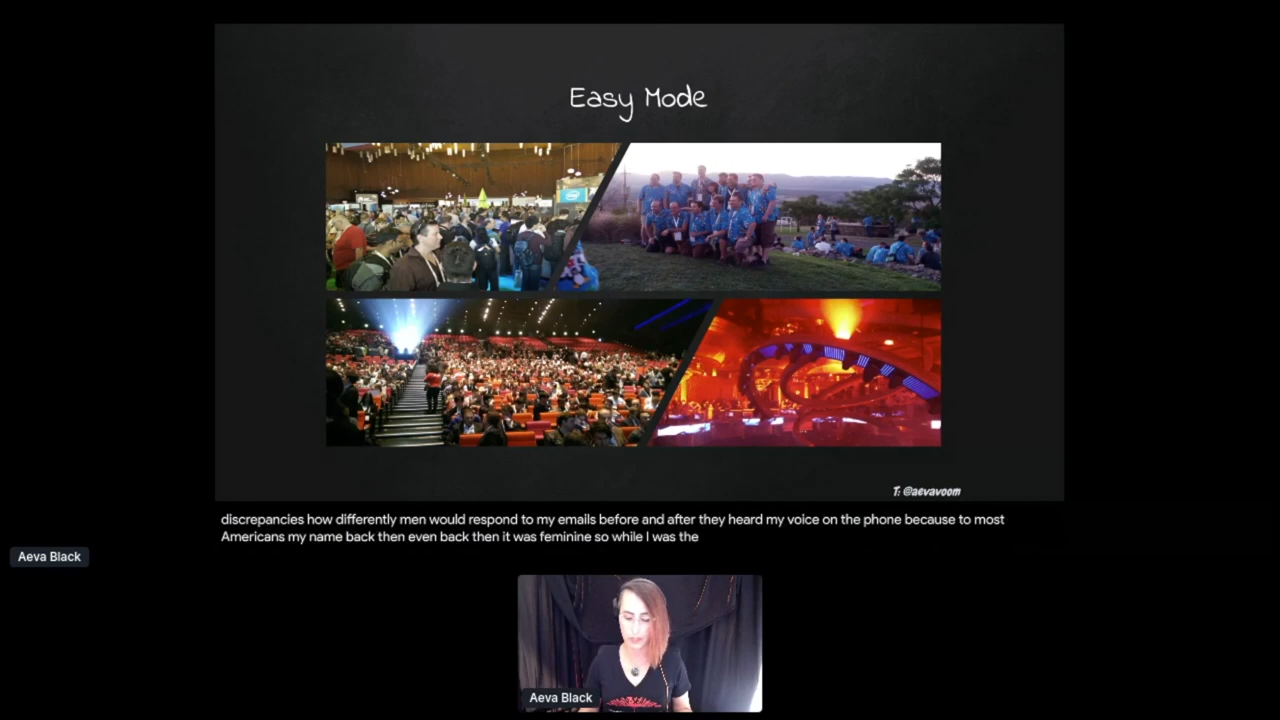 Easy Mode
intel
T: @aevavoom
discrepancies how differently men would respond to my emails before and after they heard my voice on the phone because to most
Americans my name back then even back then it was feminine so while I was the
Aeva Black
Aeva Black